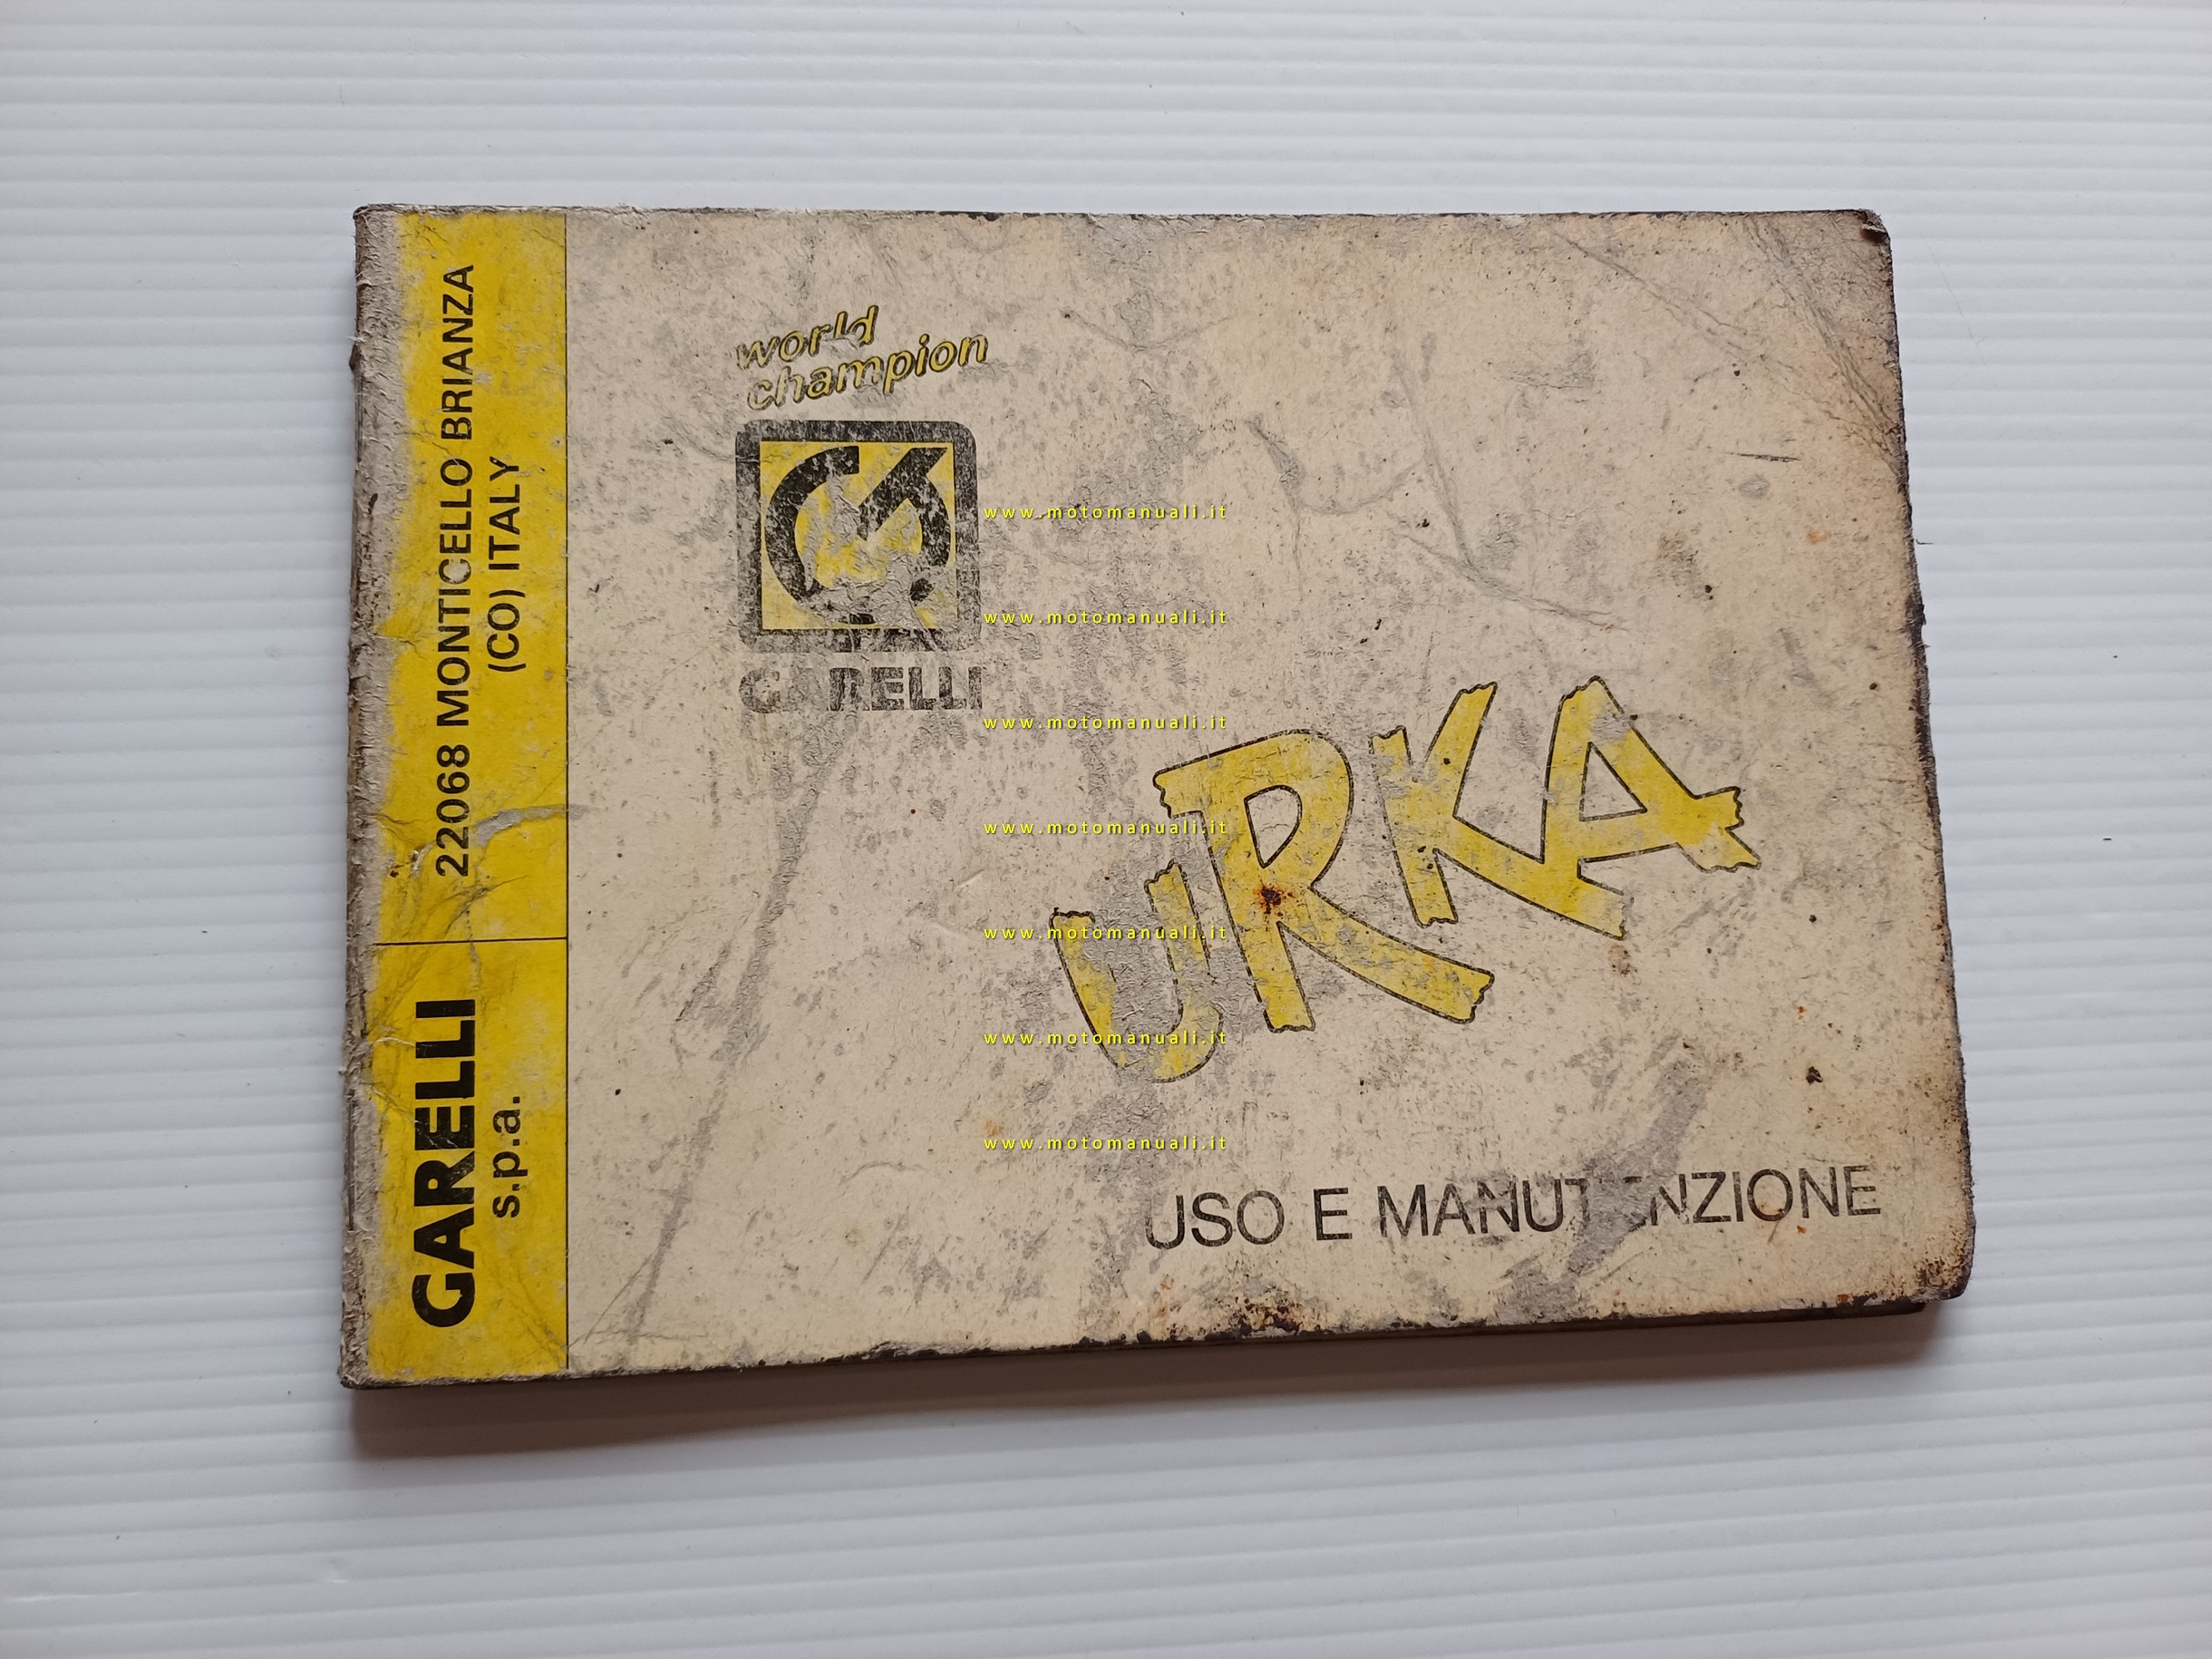 GARELLI
s.p.a.
22068 MONTICELLO BRIANZA
(CO) ITALY
world
champion
GARELLI
URKA
USO E MANUTENZIONE
www.motomanuali.it
www.motomanuali.it
www.motomanuali.it
www.motomanuali.it
www.motomanuali.it
www.motomanuali.it
www.motomanuali.it